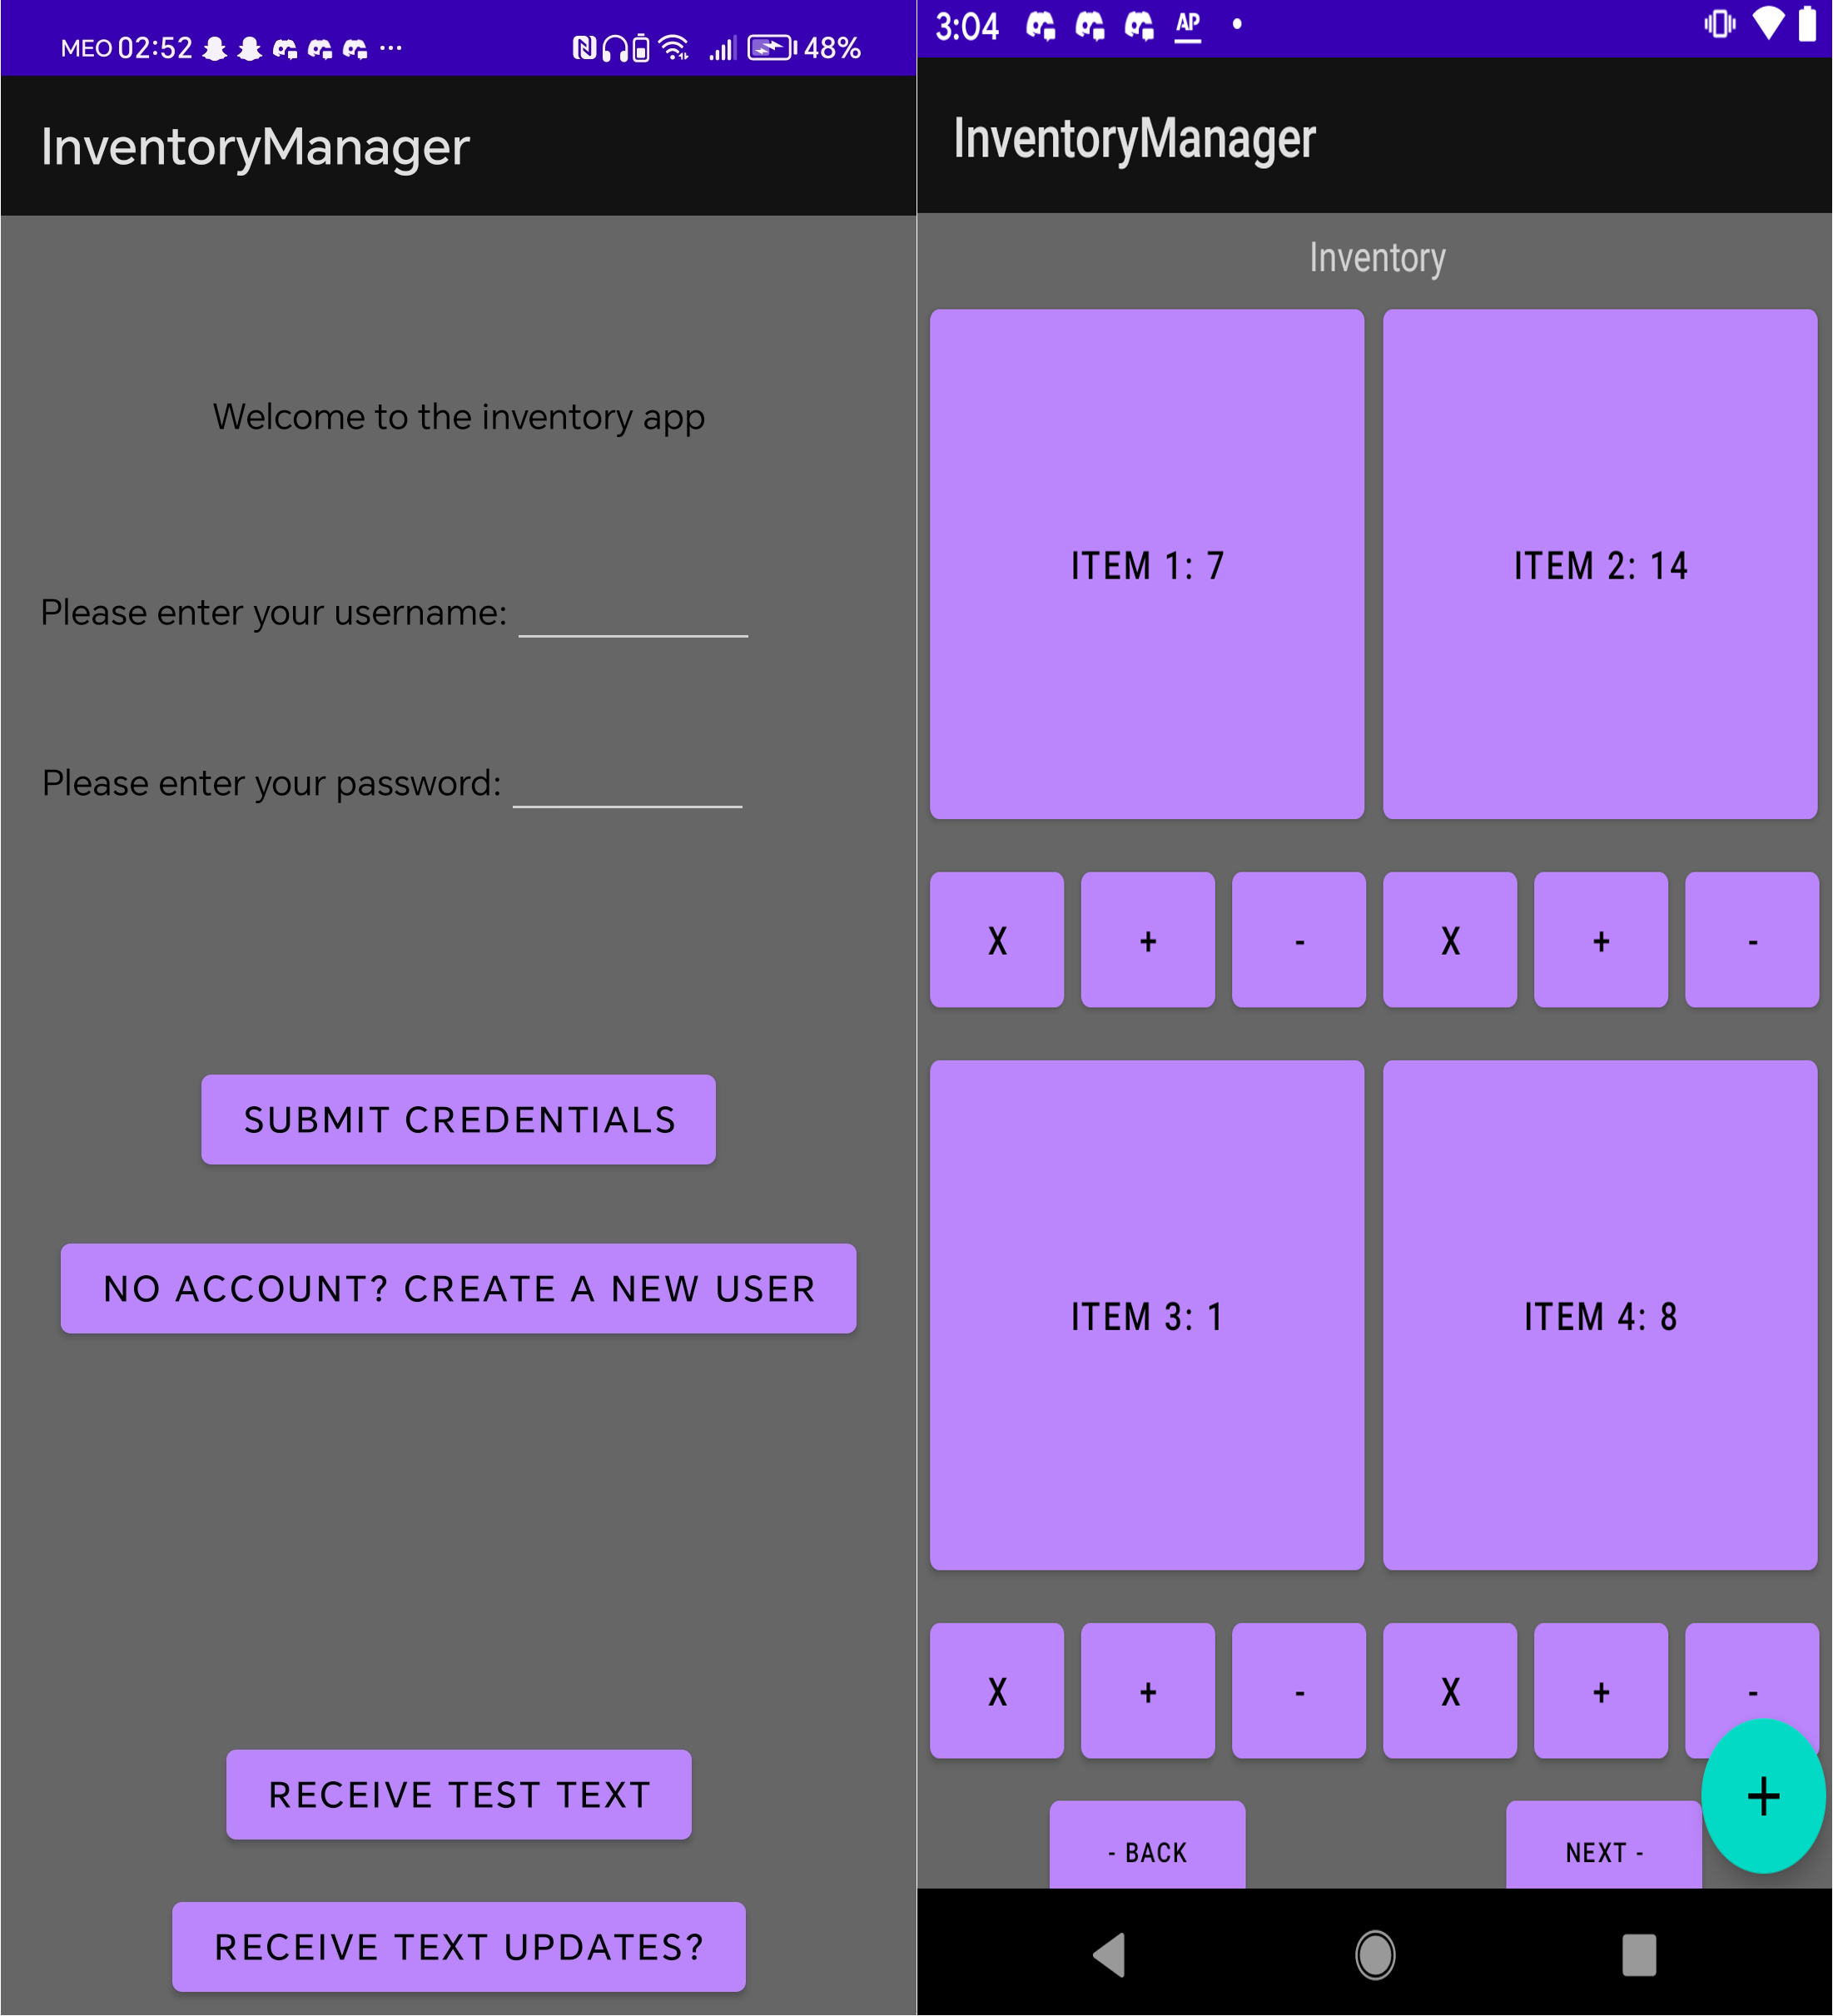 MEO 02:52 ... 48%
InventoryManager
Welcome to the inventory app
Please enter your username:
Please enter your password:
SUBMIT CREDENTIALS
NO ACCOUNT? CREATE A NEW USER
RECEIVE TEST TEXT
RECEIVE TEXT UPDATES?
3:04 AP
InventoryManager
Inventory
ITEM 1: 7 ITEM 2: 14
X + - X + -
ITEM 3: 1 ITEM 4: 8
X + - X + -
+
- BACK NEXT -